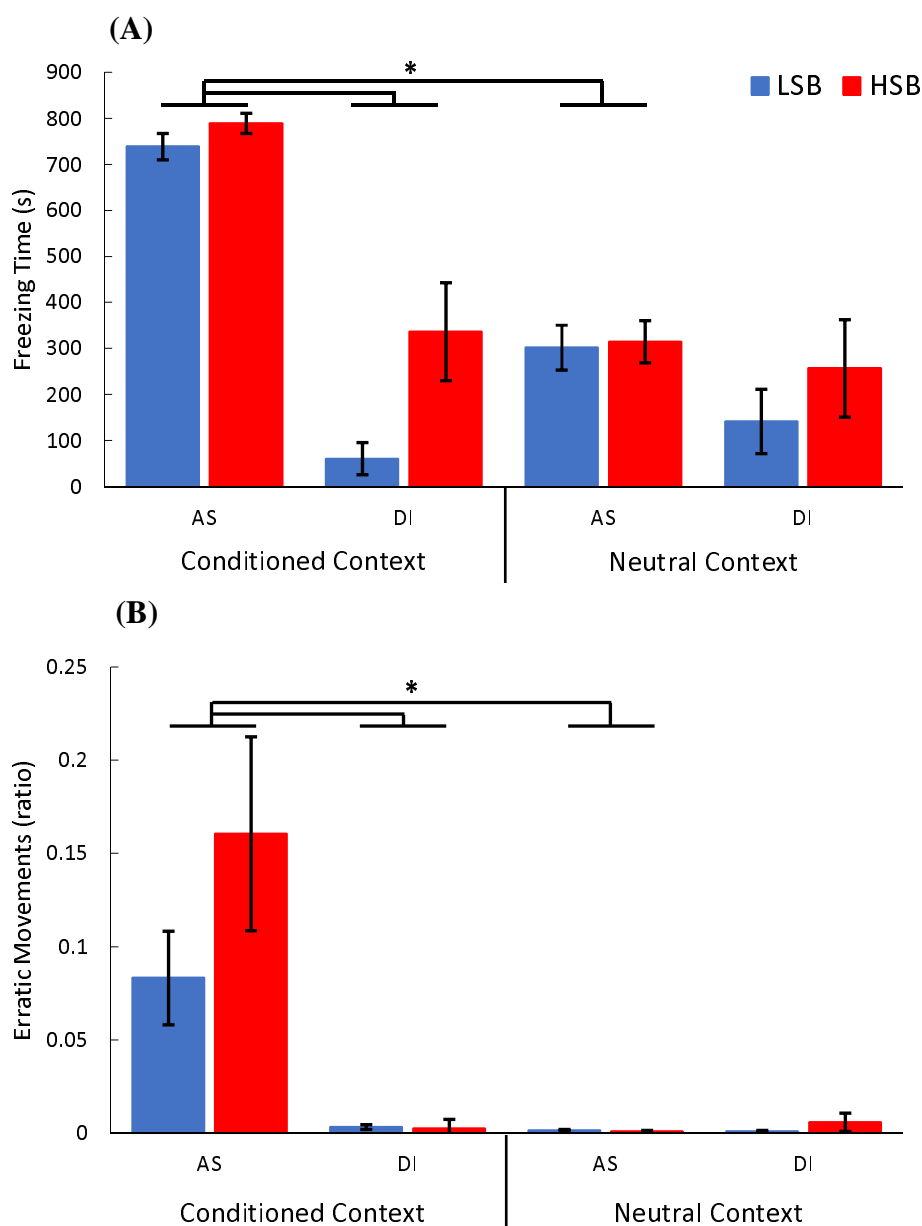 (A)
*
900
800
700
600
500
400
300
200
100
0
Freezing Time (s)
LSB
HSB
AS
DI
AS
DI
Conditioned Context
Neutral Context
(B)
*
0.25
0.2
0.15
0.1
0.05
0
Erratic Movements (ratio)
AS
DI
AS
DI
Conditioned Context
Neutral Context